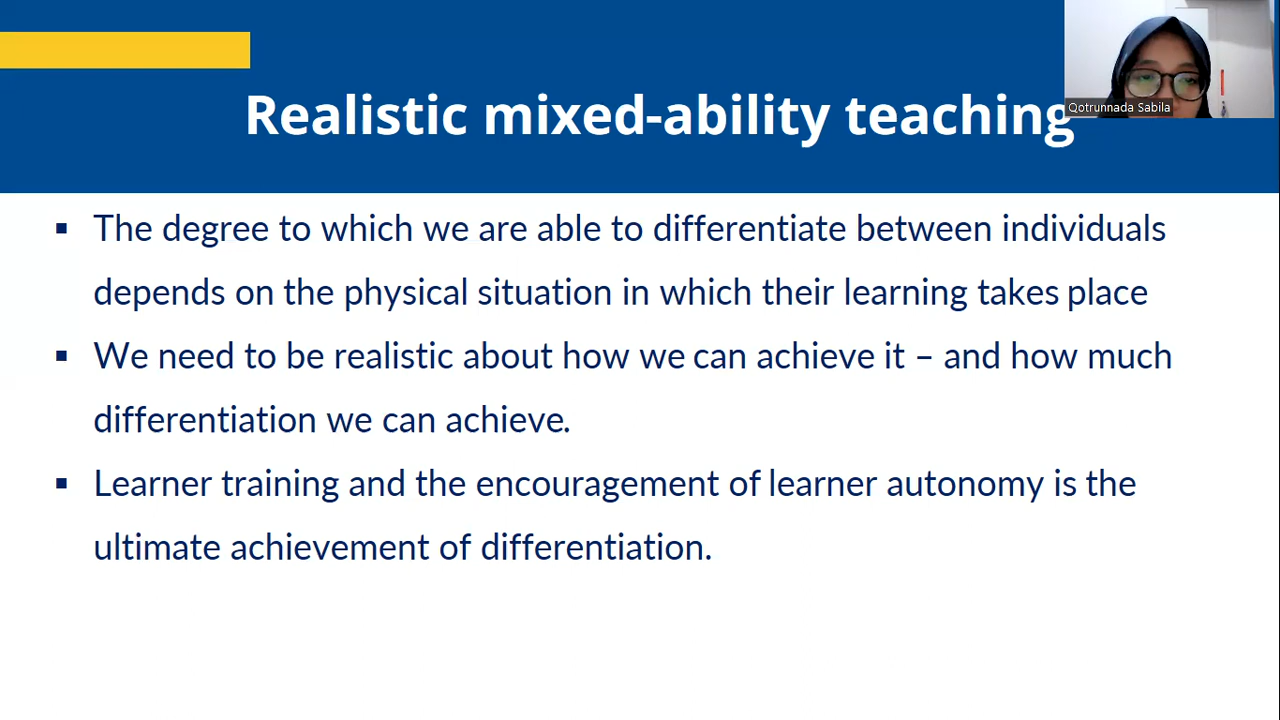 Realistic mixed-ability teaching
Qotrunnada Sabila
▪ The degree to which we are able to differentiate between individuals
depends on the physical situation in which their learning takes place
▪ We need to be realistic about how we can achieve it – and how much
differentiation we can achieve.
▪ Learner training and the encouragement of learner autonomy is the
ultimate achievement of differentiation.